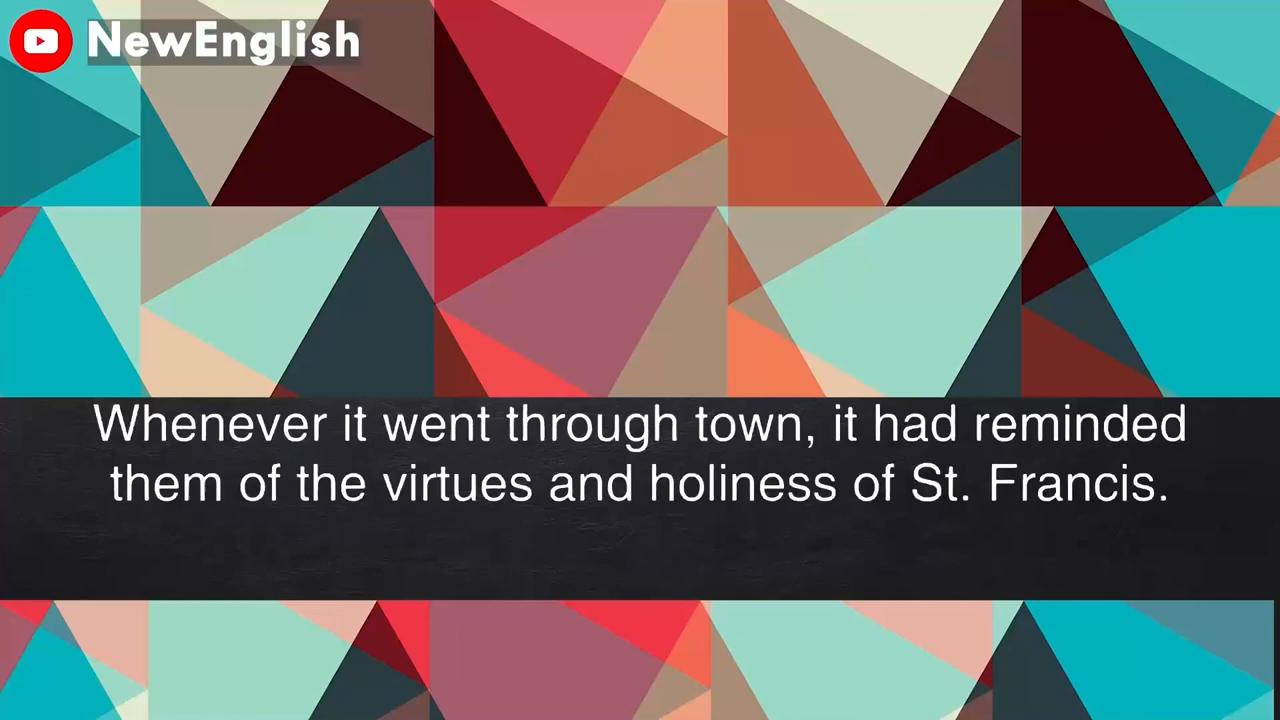 NewEnglish
Whenever it went through town, it had reminded
them of the virtues and holiness of St. Francis.